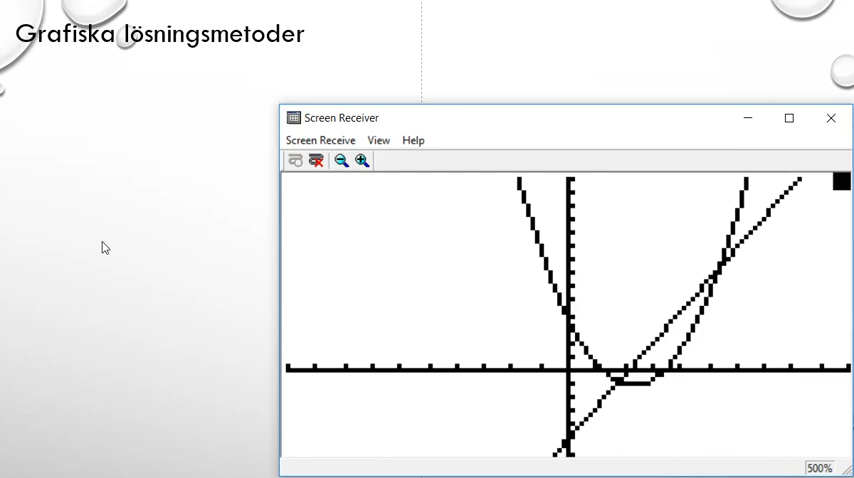 Grafiska lösningsmetoder
Screen Receiver
Screen Receive View Help
500%